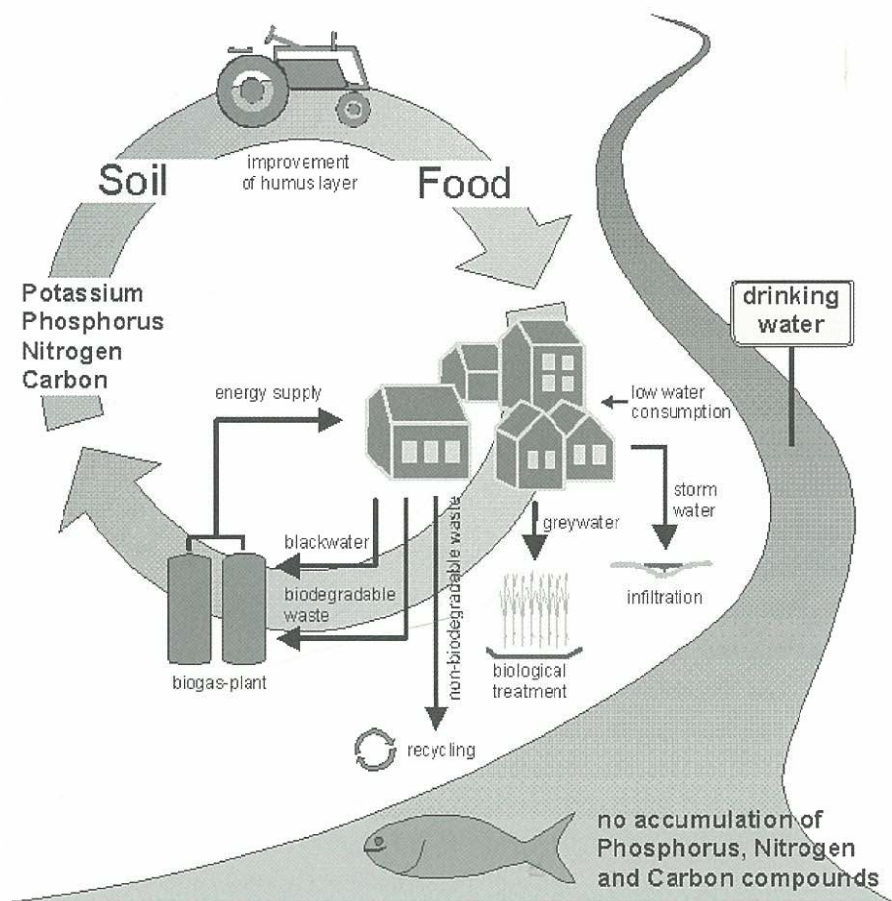 improvement
of humus layer
Soil
Food
Potassium
Phosphorus
Nitrogen
Carbon
drinking
water
energy supply
low water
consumption
storm
water
greywater
blackwater
biodegradable
waste
non-biodegradable waste
infiltration
biogas-plant
biological
treatment
recycling
no accumulation of
Phosphorus, Nitrogen
and Carbon compounds